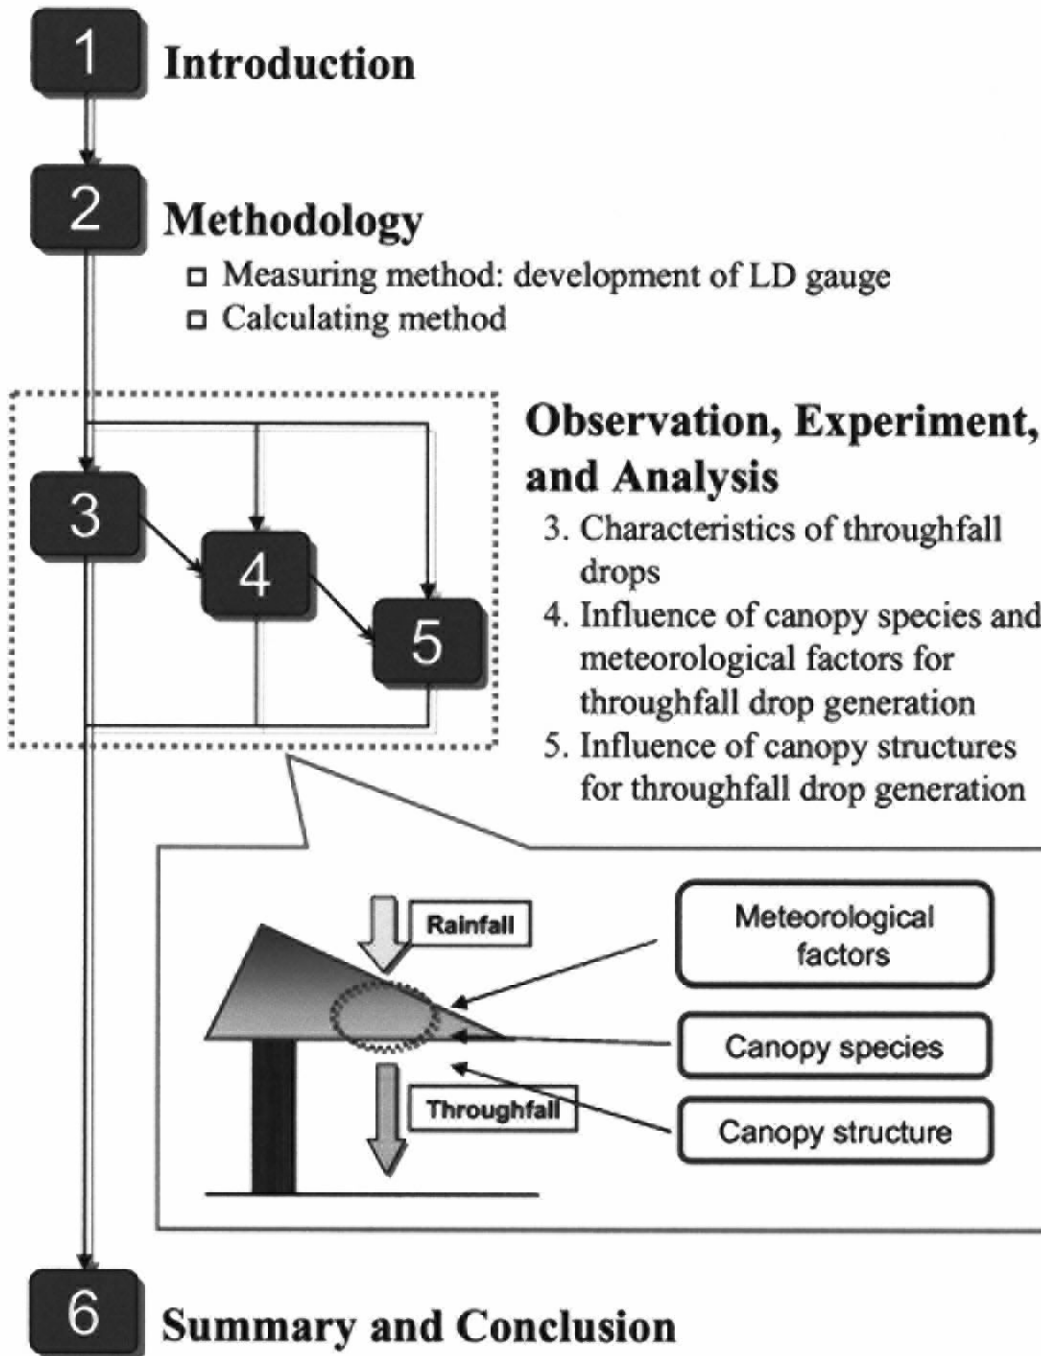 1
Introduction
2
Methodology
Measuring method: development of LD gauge
Calculating method
Observation, Experiment,
and Analysis
3
4
5
3. Characteristics of throughfall
drops
4. Influence of canopy species and
meteorological factors for
throughfall drop generation
5. Influence of canopy structures
for throughfall drop generation
Rainfall
Meteorological
factors
Canopy species
Throughfall
Canopy structure
6
Summary and Conclusion